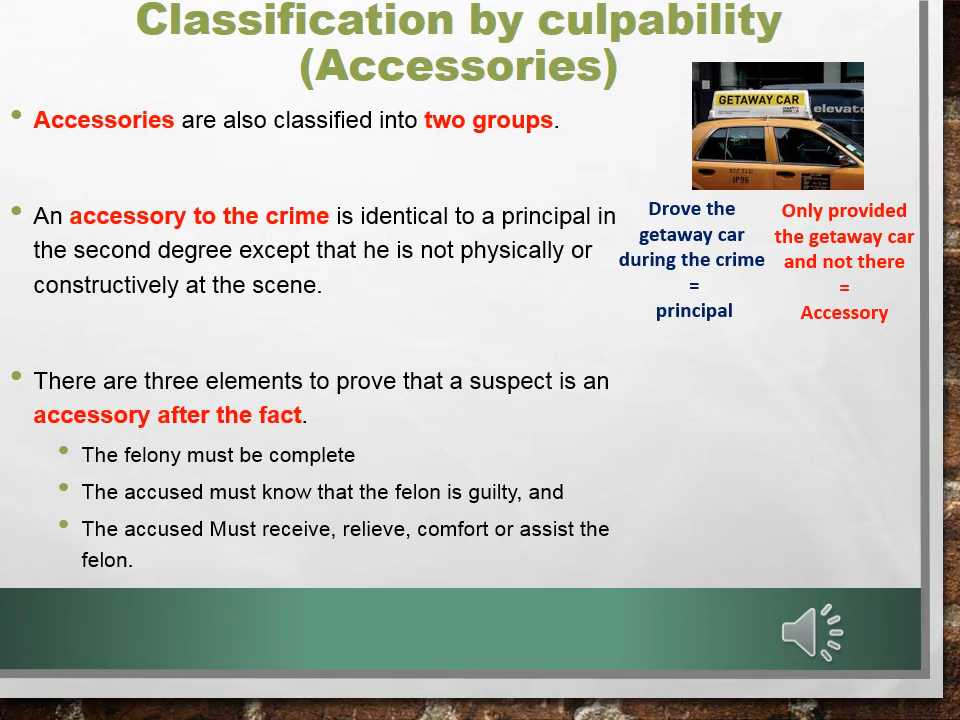 Classification by culpability
(Accessories)
Accessories are also classified into two groups.
GETAWAY CAR
elevato
N.Y.C. TAXI
1P86
An accessory to the crime is identical to a principal in
the second degree except that he is not physically or
constructively at the scene.
Drove the
getaway car
during the crime
=
principal
Only provided
the getaway car
and not there
=
Accessory
There are three elements to prove that a suspect is an
accessory after the fact.
The felony must be complete
The accused must know that the felon is guilty, and
The accused Must receive, relieve, comfort or assist the
felon.